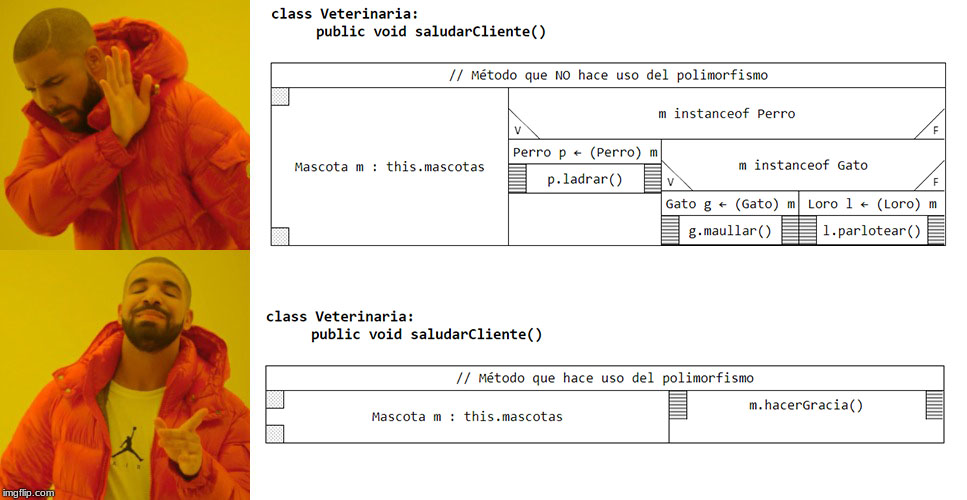 class Veterinaria:
public void saludarCliente()
// Método que NO hace uso del polimorfismo
Mascota m : this.mascotas
m instanceof Perro
V
F
Perro p ← (Perro) m
p.ladrar()
m instanceof Gato
V
F
Gato g ← (Gato) m
g.maullar()
Loro l ← (Loro) m
l.parlotear()
class Veterinaria:
public void saludarCliente()
// Método que hace uso del polimorfismo
Mascota m : this.mascotas
m.hacerGracia()
imgflip.com